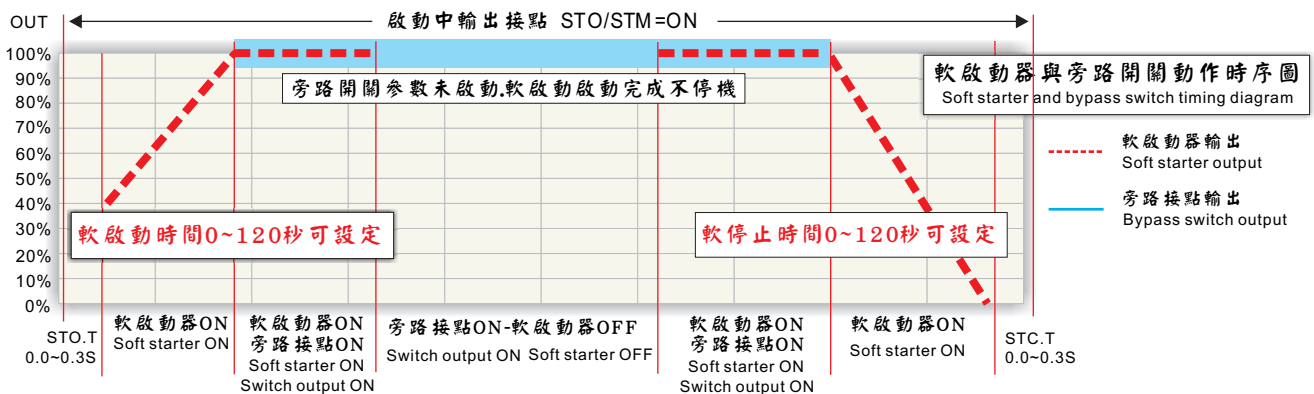 OUT
啟動中輸出接點 STO/STM=ON
100%
90%
80%
70%
60%
50%
40%
30%
20%
10%
0%
旁路開關參數未啟動.軟啟動啟動完成不停機
軟啟動器與旁路開關動作時序圖
Soft starter and bypass switch timing diagram
軟啟動器輸出
Soft starter output
旁路接點輸出
Bypass switch output
軟啟動時間0~120秒可設定
軟停止時間0~120秒可設定
STO.T
0.0~0.3S
軟啟動器ON
Soft starter ON
軟啟動器ON
旁路接點ON
Soft starter ON
Switch output ON
旁路接點ON-軟啟動器OFF
Switch output ON Soft starter OFF
軟啟動器ON
旁路接點ON
Soft starter ON
Switch output ON
軟啟動器ON
Soft starter ON
STC.T
0.0~0.3S